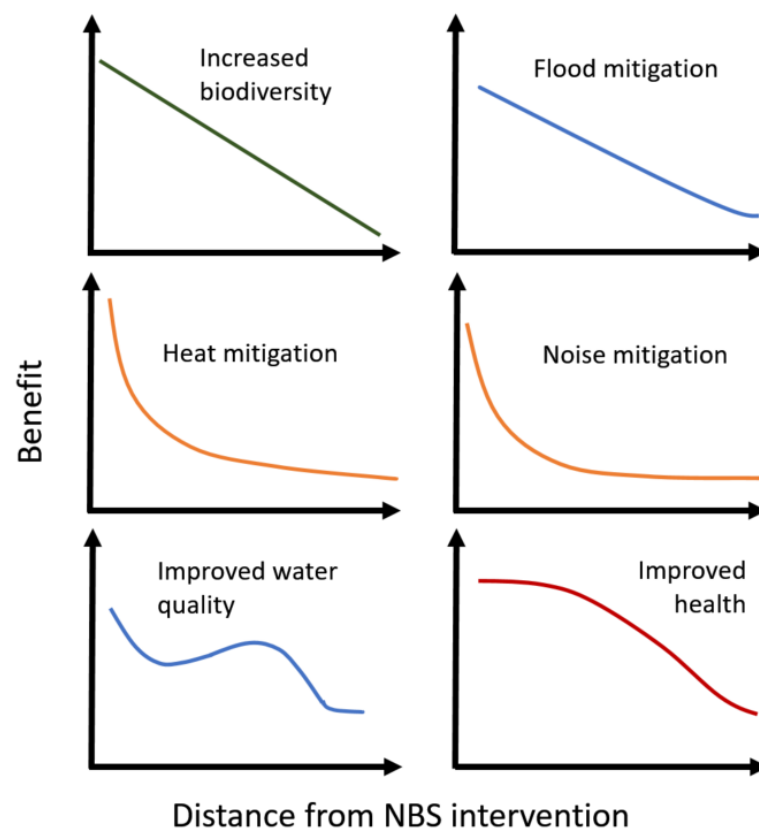 Increased
biodiversity
Flood mitigation
Heat mitigation
Noise mitigation
Benefit
Improved water
quality
Improved
health
Distance from NBS intervention